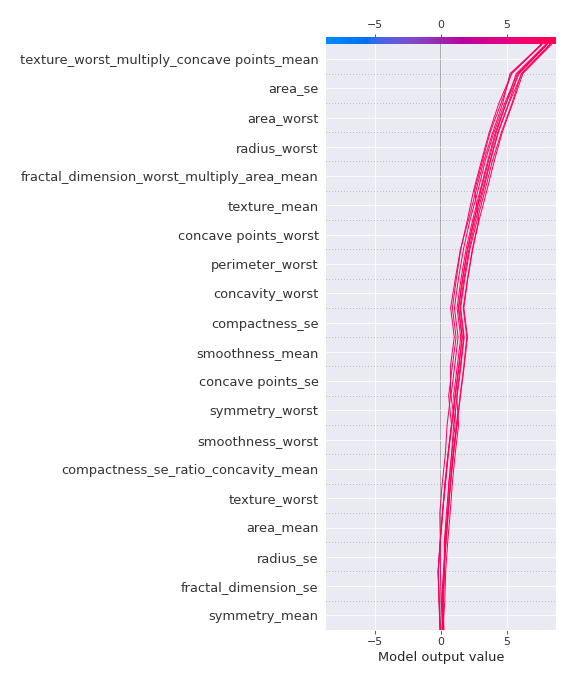 −5 0 5
texture_worst_multiply_concave points_mean
area_se
area_worst
radius_worst
fractal_dimension_worst_multiply_area_mean
texture_mean
concave points_worst
perimeter_worst
concavity_worst
compactness_se
smoothness_mean
concave points_se
symmetry_worst
smoothness_worst
compactness_se_ratio_concavity_mean
texture_worst
area_mean
radius_se
fractal_dimension_se
symmetry_mean
−5 0 5
Model output value